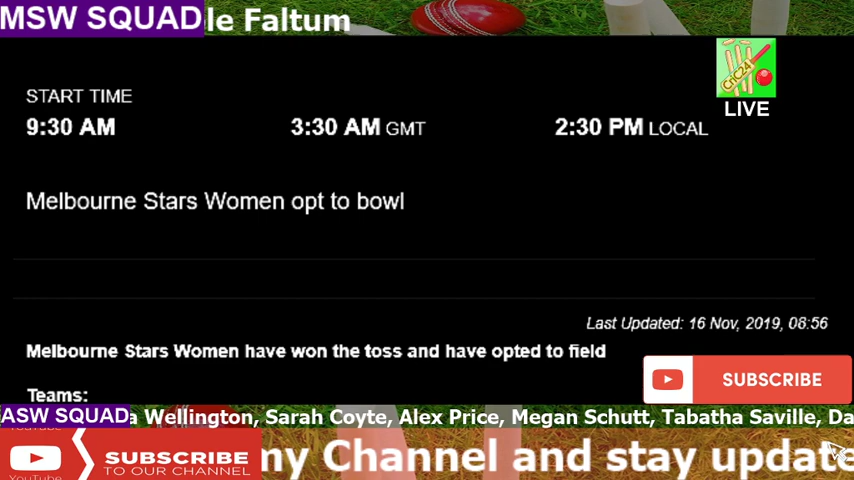 MSW SQUAD le Faltum
CriC24
LIVE
START TIME
9:30 AM 3:30 AM GMT 2:30 PM LOCAL
Melbourne Stars Women opt to bowl
Last Updated: 16 Nov, 2019, 08:56
Melbourne Stars Women have won the toss and have opted to field
SUBSCRIBE
Teams:
ASW SQUAD a Wellington, Sarah Coyte, Alex Price, Megan Schutt, Tabatha Saville, Da
YouTube
SUBSCRIBE
TO OUR CHANNEL
YouTube
my Channel and stay update